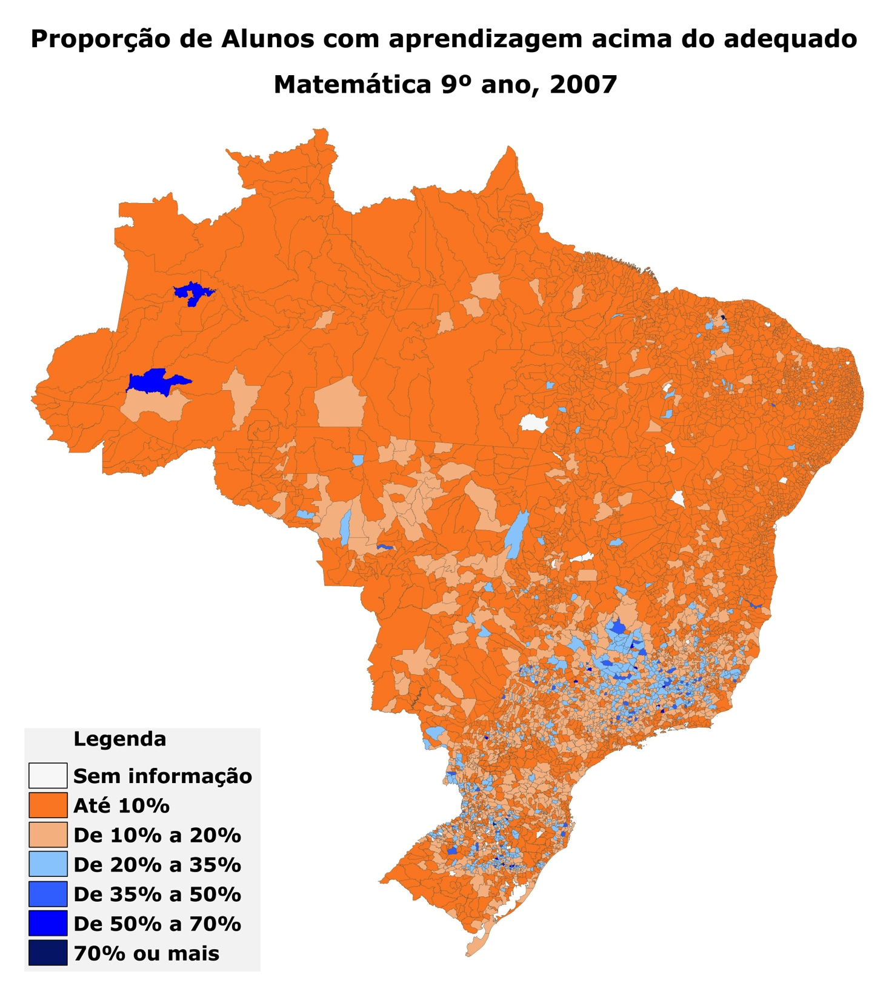 Proporção de Alunos com aprendizagem acima do adequado
Matemática 9º ano, 2007
Legenda
Sem informação
Até 10%
De 10% a 20%
De 20% a 35%
De 35% a 50%
De 50% a 70%
70% ou mais